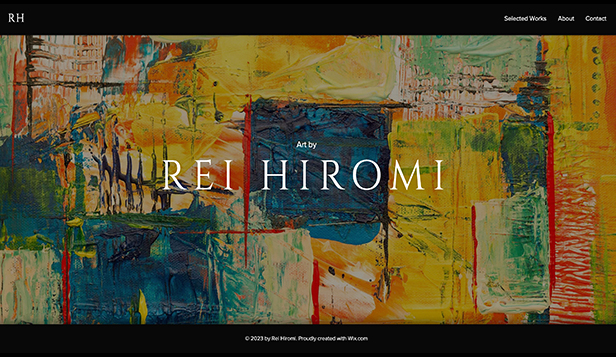 RH
Selected Works About Contact
Art by
REI HIROMI
© 2023 by Rei Hiromi. Proudly created with Wix.com